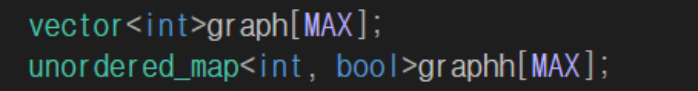 vector<int>graph[MAX];
unordered_map<int, bool>graphh[MAX];